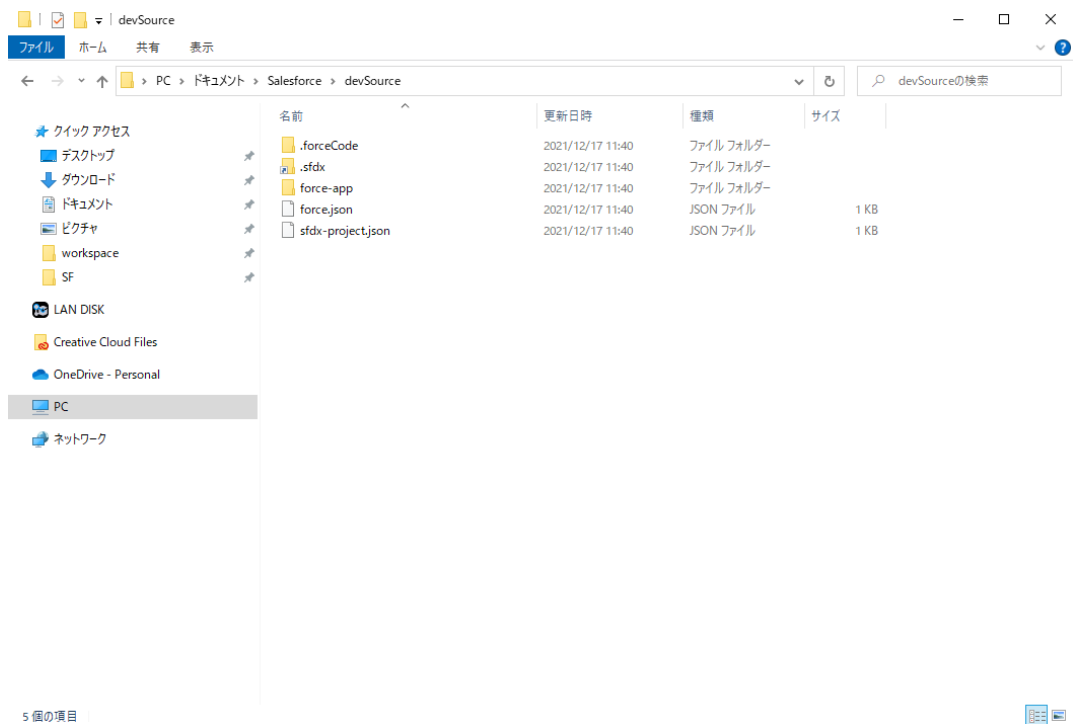 devSource
ファイル ホーム 共有 表示
PC ドキュメント Salesforce devSource
devSourceの検索
クイック アクセス
デスクトップ
ダウンロード
ドキュメント
ピクチャ
workspace
SF
LAN DISK
Creative Cloud Files
OneDrive - Personal
PC
ネットワーク
名前 更新日時 種類 サイズ
.forceCode 2021/12/17 11:40 ファイル フォルダー
.sfdx 2021/12/17 11:40 ファイル フォルダー
force-app 2021/12/17 11:40 ファイル フォルダー
force.json 2021/12/17 11:40 JSON ファイル 1 KB
sfdx-project.json 2021/12/17 11:40 JSON ファイル 1 KB
5 個の項目